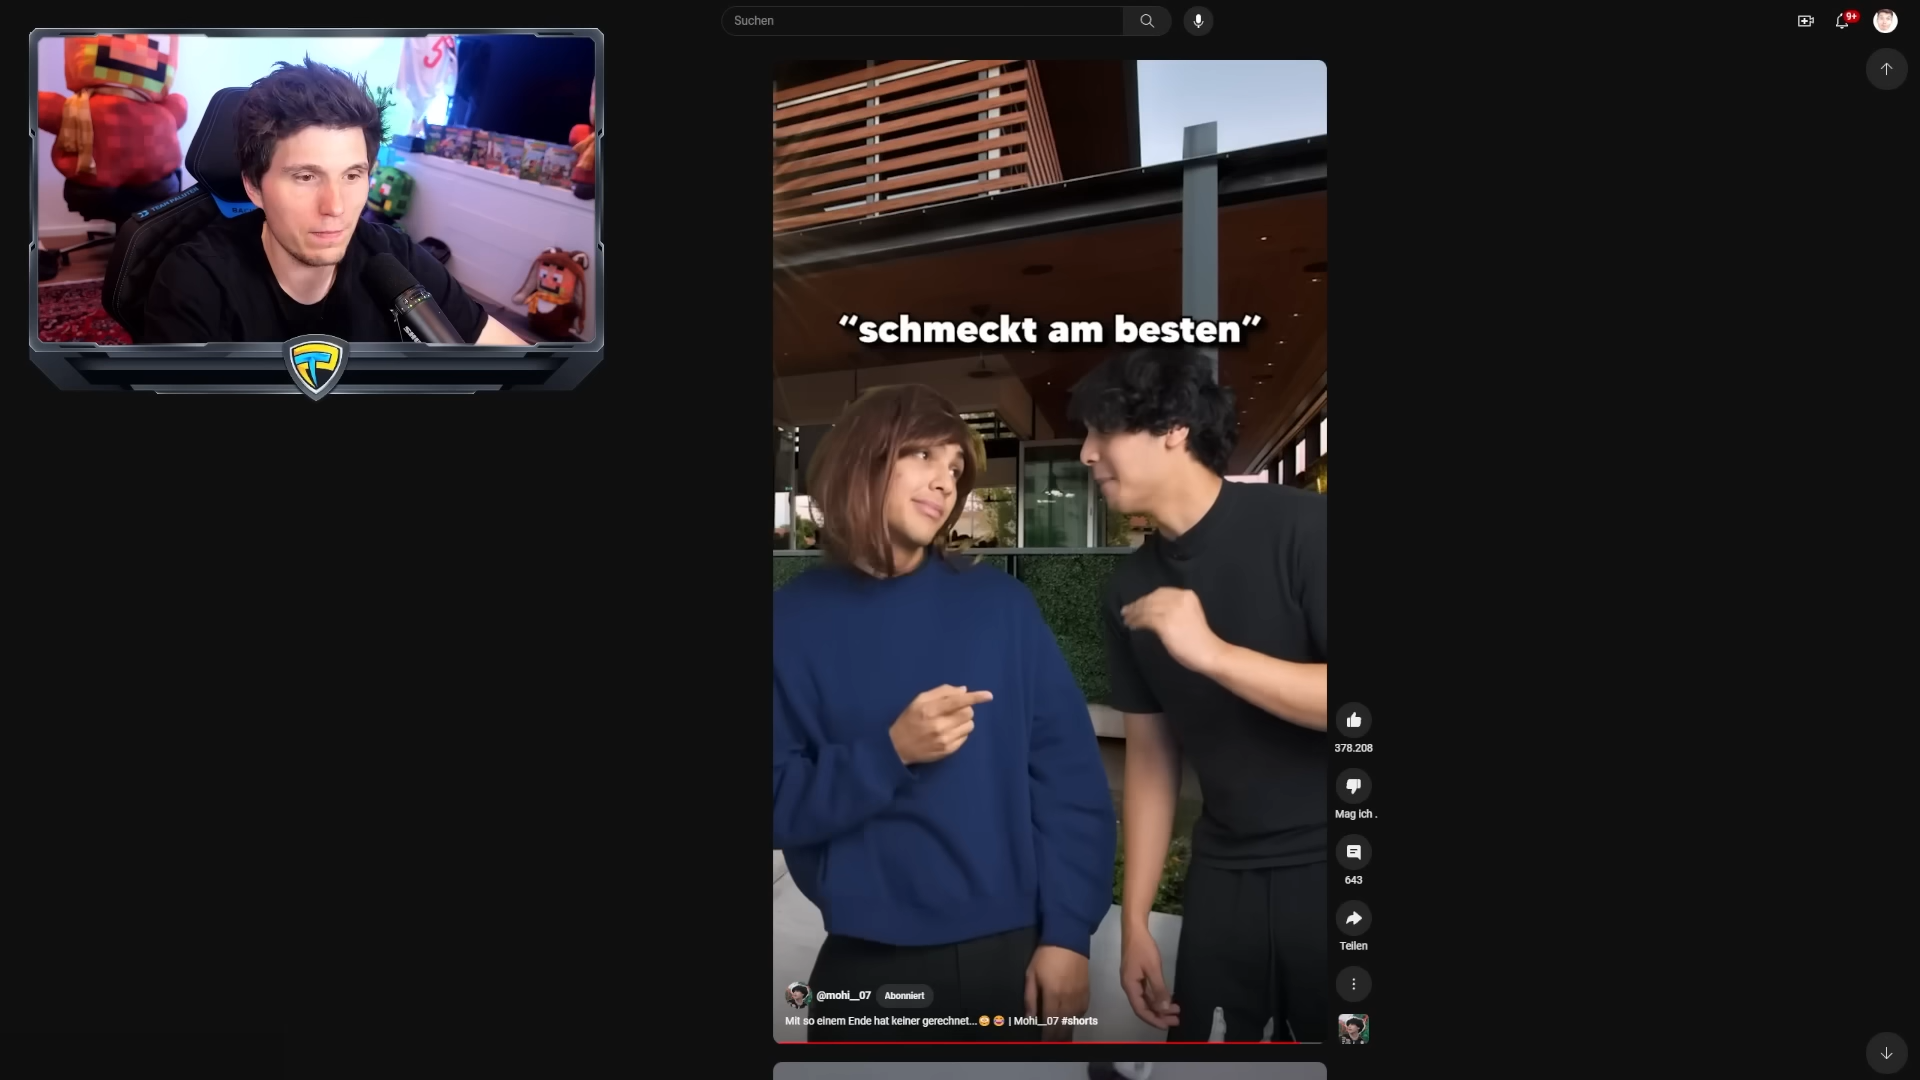 Suchen
9+
“schmeckt am besten”
378.208
Mag ich .
643
Teilen
@mohi__07 Abonniert
Mit so einem Ende hat keiner gerechnet...😳😂 | Mohi__07 #shorts